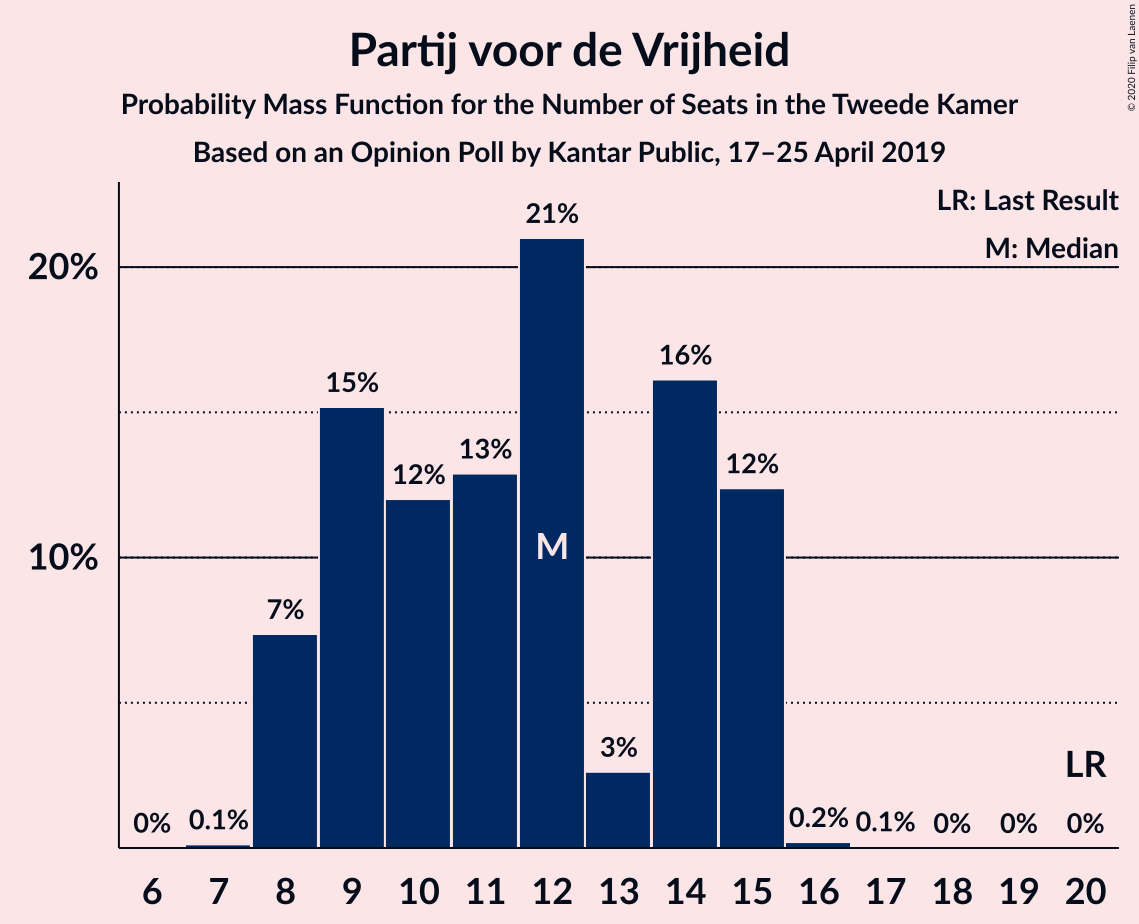 Partij voor de Vrijheid
Probability Mass Function for the Number of Seats in the Tweede Kamer
Based on an Opinion Poll by Kantar Public, 17–25 April 2019
© 2020 Filip van Laenen
LR: Last Result
M: Median
20%
10%
0%
0.1%
7%
15%
12%
13%
21%
M
3%
16%
12%
0.2%
0.1%
0%
0%
LR
0%
6 7 8 9 10 11 12 13 14 15 16 17 18 19 20